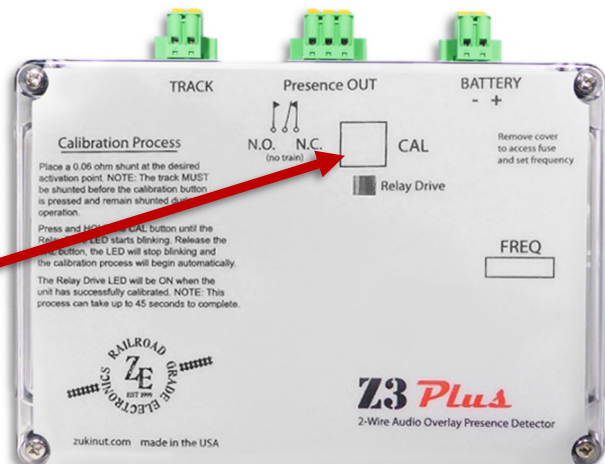 TRACK
Presence OUT
BATTERY
- +
Calibration Process
N.O. N.C.
(no train)
CAL
Remove cover
to access fuse
and set frequency
Place a 0.06 ohm shunt at the desired
activation point. NOTE: The track MUST
be shunted before the calibration button
is pressed and remain shunted
operation.
Relay Drive
Press and CAL button until the
LED starts blinking. Release the
button, the LED will stop blinking and
the calibration process will begin automatically.
FREQ
The Relay Drive LED will be ON when the
unit has successfully calibrated. NOTE: This
process can take up to 45 seconds to complete.
RAILROAD
GRADE ELECTRONICS
ZE
EST 1999
Z3 Plus
2-Wire Audio Overlay Presence Detector
zukinut.com made in the USA